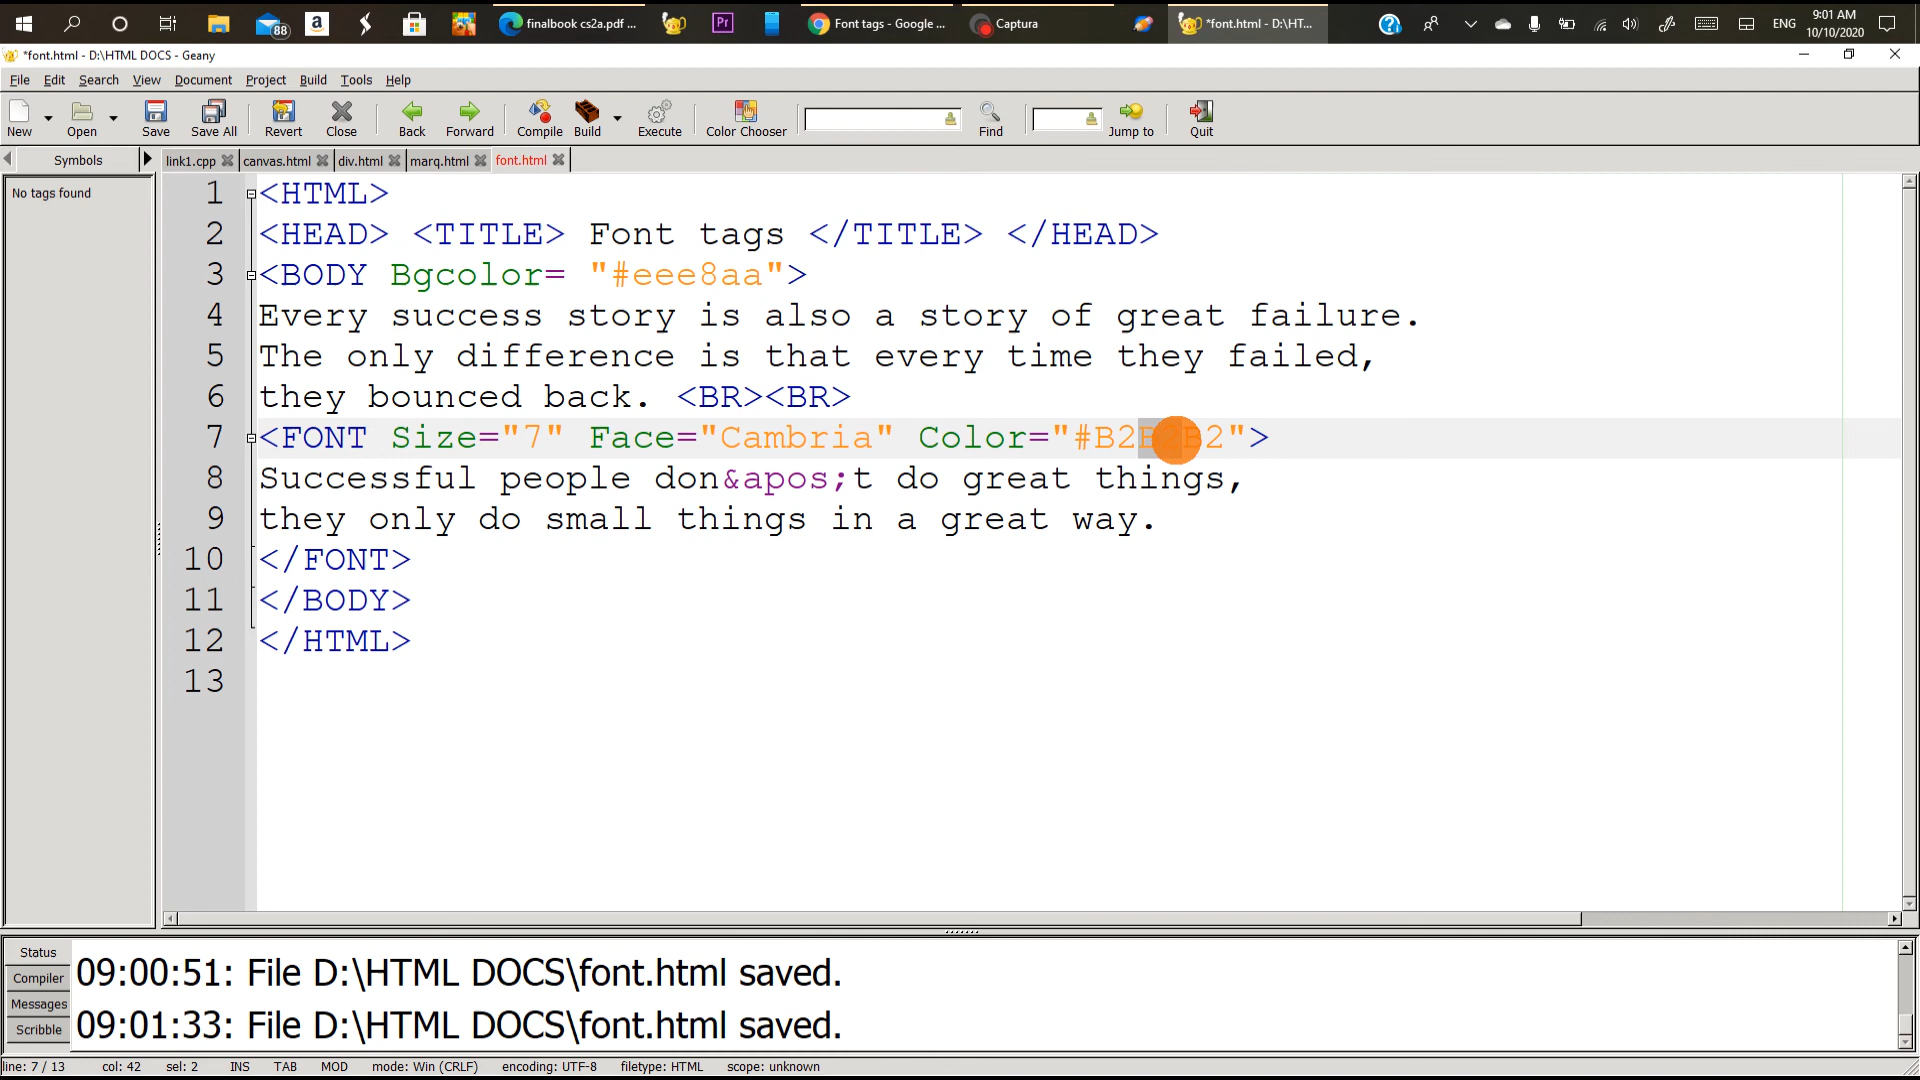 88
finalbook cs2a.pdf ...
Pr
Font tags - Google ...
Captura
*font.html - D:\HT...
ENG
9:01 AM
10/10/2020
*font.html - D:\HTML DOCS - Geany
File Edit Search View Document Project Build Tools Help
New Open Save Save All Revert Close Back Forward Compile Build Execute Color Chooser Find Jump to Quit
Symbols
link1.cpp canvas.html div.html marq.html font.html
No tags found
1 <HTML>
2 <HEAD> <TITLE> Font tags </TITLE> </HEAD>
3 <BODY Bgcolor= "#eee8aa">
4 Every success story is also a story of great failure.
5 The only difference is that every time they failed,
6 they bounced back. <BR><BR>
7 <FONT Size="7" Face="Cambria" Color="#B2B2B2">
8 Successful people don&apos;t do great things,
9 they only do small things in a great way.
10 </FONT>
11 </BODY>
12 </HTML>
13
Status
Compiler
Messages
Scribble
09:00:51: File D:\HTML DOCS\font.html saved.
09:01:33: File D:\HTML DOCS\font.html saved.
line: 7 / 13 col: 42 sel: 2 INS TAB MOD mode: Win (CRLF) encoding: UTF-8 filetype: HTML scope: unknown